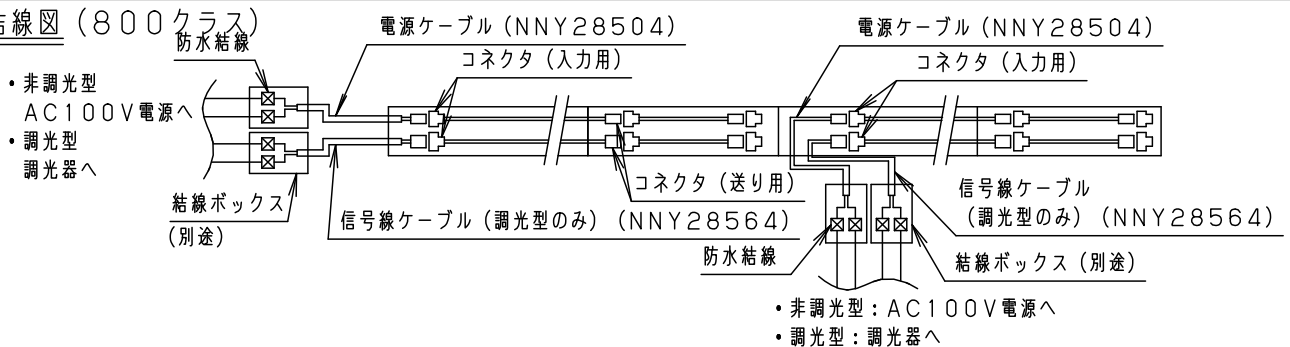 結線図(800クラス)
防水結線
電源ケーブル(NNY28504)
コネクタ(入力用)
電源ケーブル(NNY28504)
コネクタ(入力用)
・非調光型
AC100V電源へ
・調光型
調光器へ
結線ボックス
(別途)
信号線ケーブル(調光型のみ)(NNY28564)
コネクタ(送り用)
信号線ケーブル
(調光型のみ)(NNY28564)
防水結線
結線ボックス(別途)
・非調光型:AC100V電源へ
・調光型:調光器へ